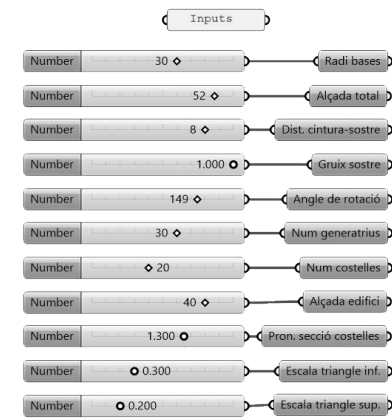 Inputs
Number 30 Radi bases
Number 52 Alçada total
Number 8 Dist. cintura-sostre
Number 1.000 Gruix sostre
Number 149 Angle de rotació
Number 30 Num generatrius
Number 20 Num costelles
Number 40 Alçada edifici
Number 1.300 Pron. secció costelles
Number 0.300 Escala triangle inf.
Number 0.200 Escala triangle sup.